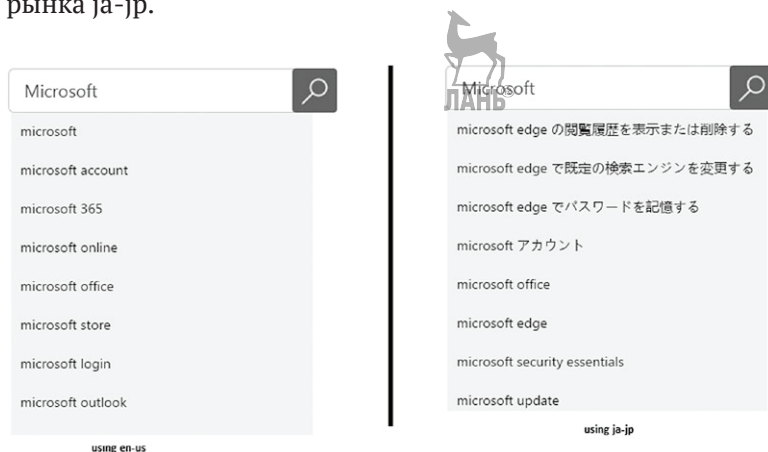 рынка ja-jp.
Microsoft
microsoft
microsoft account
microsoft 365
microsoft online
microsoft office
microsoft store
microsoft login
microsoft outlook
using en-us
ЛАНЬ®
Microsoft
microsoft edge の閲覧履歴を表示または削除する
microsoft edge で既定の検索エンジンを変更する
microsoft edge でパスワードを記憶する
microsoft アカウント
microsoft office
microsoft edge
microsoft security essentials
microsoft update
using ja-jp